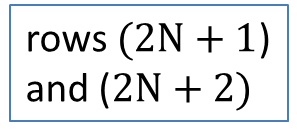 rows (2N + 1)
and (2N + 2)